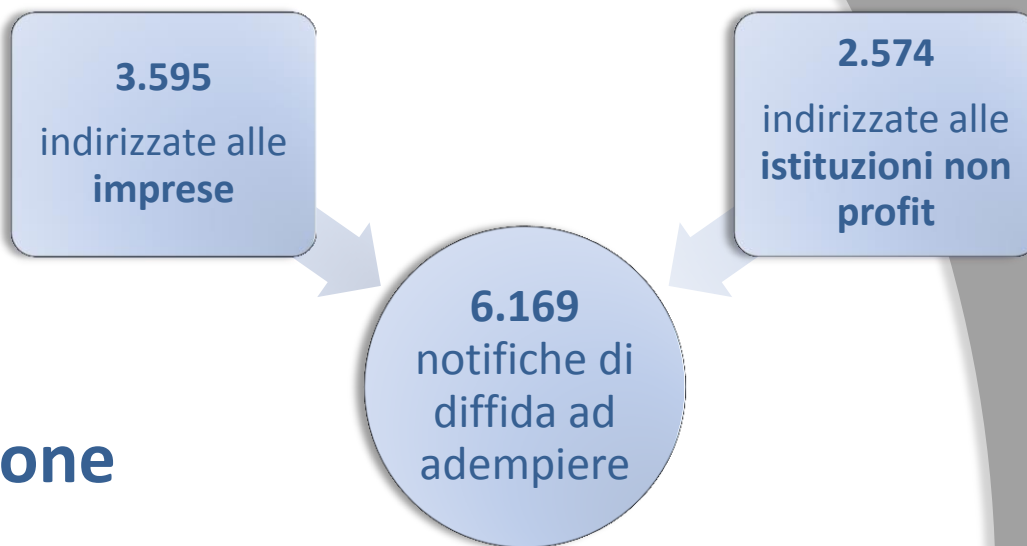 3.595
indirizzate alle
imprese
2.574
indirizzate alle
istituzioni non
profit
6.169
notifiche di
diffida ad
adempiere
one